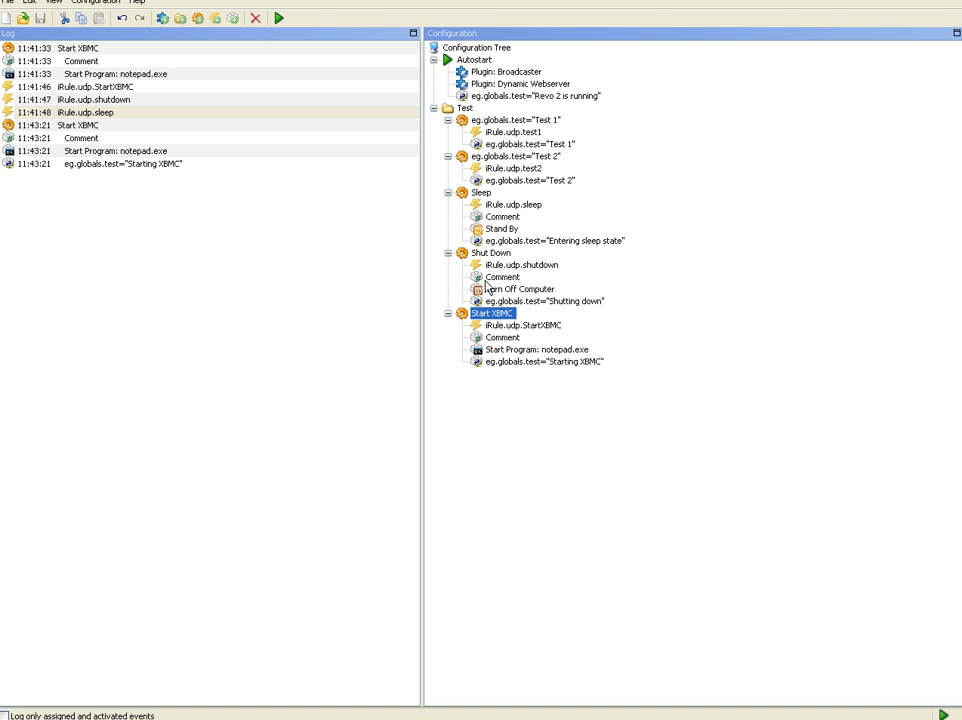 File Edit View Configuration Help
Log
11:41:33 Start XBMC
11:41:33 Comment
11:41:33 Start Program: notepad.exe
11:41:46 iRule.udp.StartXBMC
11:41:47 iRule.udp.shutdown
11:41:48 iRule.udp.sleep
11:43:21 Start XBMC
11:43:21 Comment
11:43:21 Start Program: notepad.exe
11:43:21 eg.globals.test="Starting XBMC"
Configuration
Configuration Tree
Autostart
Plugin: Broadcaster
Plugin: Dynamic Webserver
eg.globals.test="Revo 2 is running"
Test
eg.globals.test="Test 1"
iRule.udp.test1
eg.globals.test="Test 1"
eg.globals.test="Test 2"
iRule.udp.test2
eg.globals.test="Test 2"
Sleep
iRule.udp.sleep
Comment
Stand By
eg.globals.test="Entering sleep state"
Shut Down
iRule.udp.shutdown
Comment
Turn Off Computer
eg.globals.test="Shutting down"
Start XBMC
iRule.udp.StartXBMC
Comment
Start Program: notepad.exe
eg.globals.test="Starting XBMC"
Log only assigned and activated events